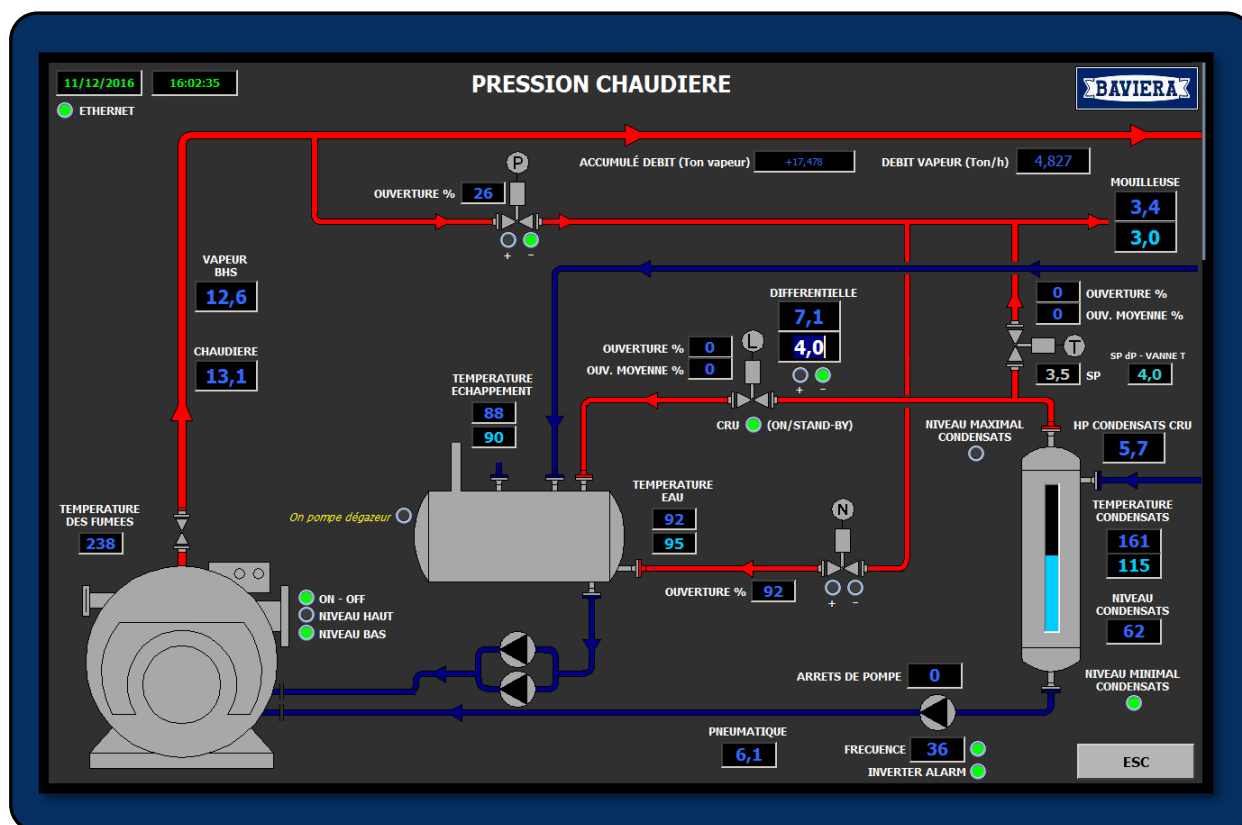 PRESSION CHAUDIERE
11/12/2016
16:02:35
BAVIERA
ETHERNET
ACCUMULÉ DEBIT (Ton vapeur)
+17,478
DEBIT VAPEUR (Ton/h)
4,827
P
OUVERTURE %
26
+
-
MOUILLEUSE
3,4
3,0
VAPEUR
BHS
12,6
CHAUDIERE
13,1
DIFFERENTIELLE
7,1
4,0
+
-
L
OUVERTURE %
0
OUV. MOYENNE %
0
CRU
(ON/STAND-BY)
0
OUVERTURE %
0
OUV. MOYENNE %
T
3,5
SP
SP dP - VANNE T
4,0
TEMPERATURE
ECHAPPEMENT
88
90
NIVEAU MAXIMAL
CONDENSATS
HP CONDENSATS CRU
5,7
TEMPERATURE
DES FUMEES
238
On pompe dégazeur
TEMPERATURE
EAU
92
95
N
OUVERTURE %
92
+
-
TEMPERATURE
CONDENSATS
161
115
NIVEAU
CONDENSATS
62
ON - OFF
NIVEAU HAUT
NIVEAU BAS
ARRETS DE POMPE
0
NIVEAU MINIMAL
CONDENSATS
PNEUMATIQUE
6,1
FRECUENCE
36
INVERTER ALARM
ESC